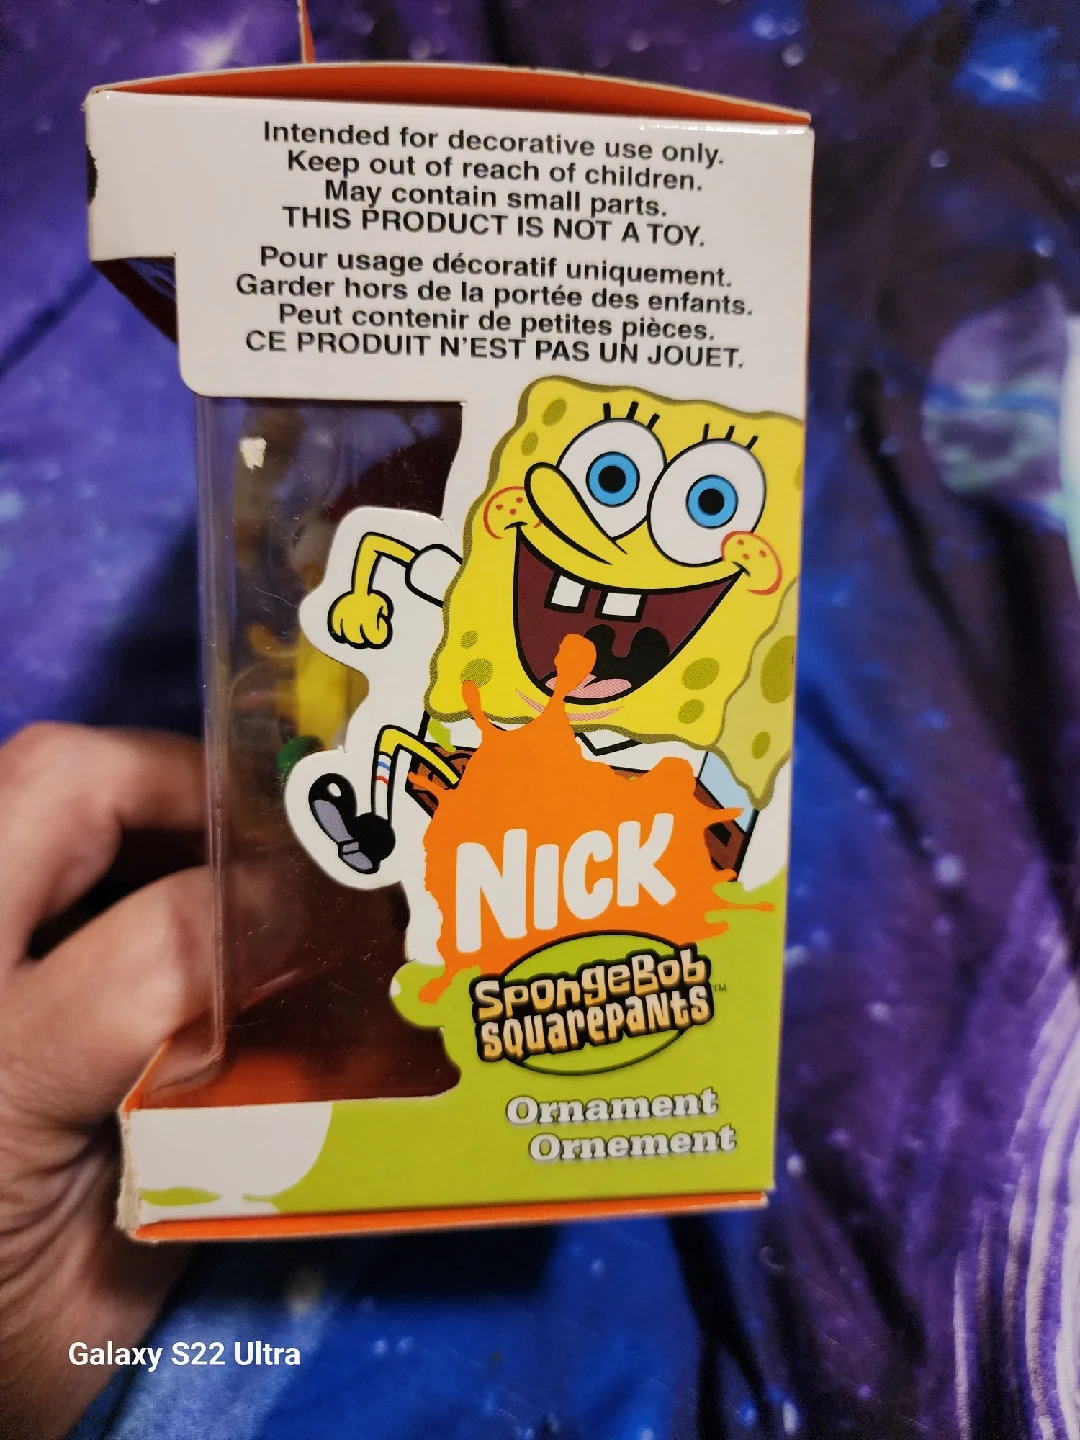 Intended for decorative use only.
Keep out of reach of children.
May contain small parts.
THIS PRODUCT IS NOT A TOY.
Pour usage décoratif uniquement.
Garder hors de la portée des enfants.
Peut contenir de petites pièces.
CE PRODUIT N'EST PAS UN JOUET.
NICK
SpongeBob
SquarePants™
Ornament
Ornement
Galaxy S22 Ultra